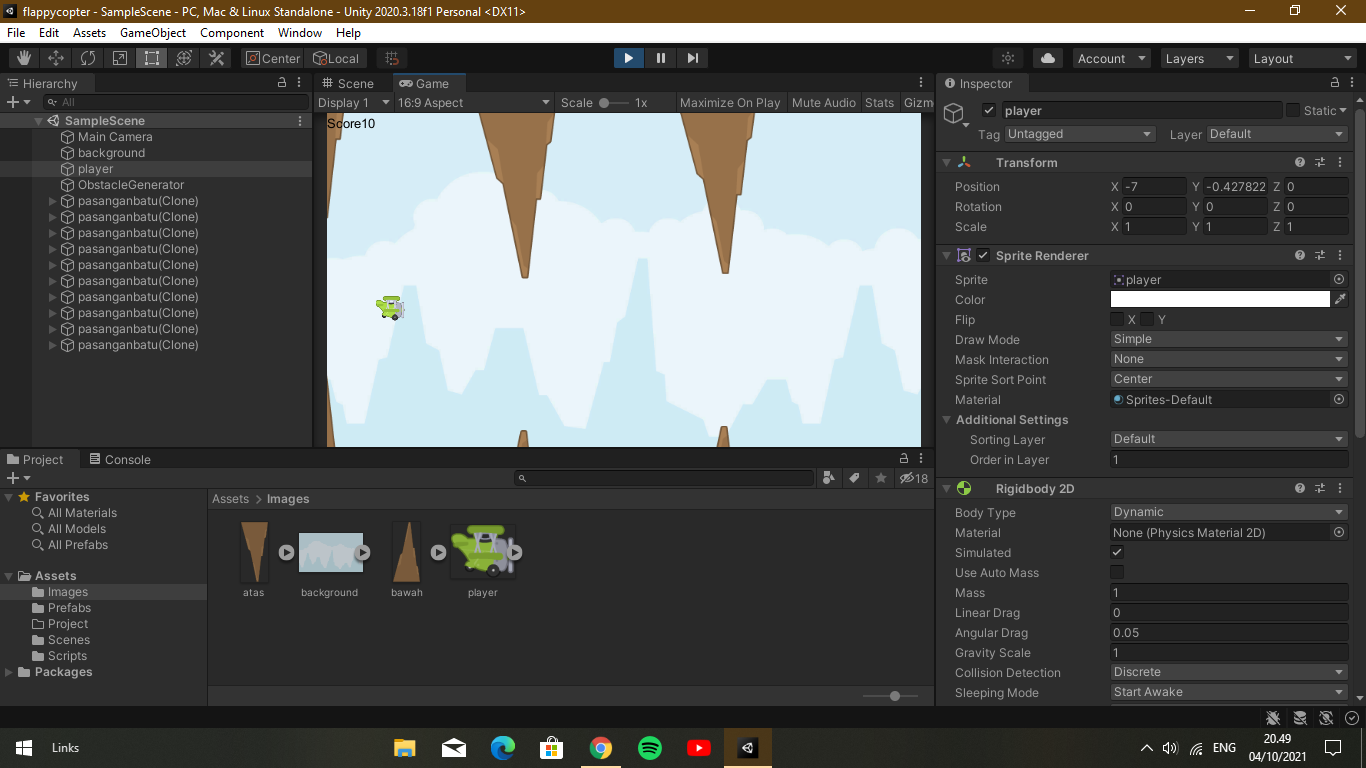 flappycopter - SampleScene - PC, Mac & Linux Standalone - Unity 2020.3.18f1 Personal <DX11>
File Edit Assets GameObject Component Window Help
Center Local Account Layers Layout
Hierarchy
All
SampleScene
Main Camera
background
player
ObstacleGenerator
pasanganbatu(Clone)
pasanganbatu(Clone)
pasanganbatu(Clone)
pasanganbatu(Clone)
pasanganbatu(Clone)
pasanganbatu(Clone)
pasanganbatu(Clone)
pasanganbatu(Clone)
pasanganbatu(Clone)
pasanganbatu(Clone)
Scene Game
Display 1 16:9 Aspect Scale 1x Maximize On Play Mute Audio Stats Gizm
Score10
Inspector
player Static
Tag Untagged Layer Default
Transform
Position X -7 Y -0.427822 Z 0
Rotation X 0 Y 0 Z 0
Scale X 1 Y 1 Z 1
Sprite Renderer
Sprite player
Color
Flip X Y
Draw Mode Simple
Mask Interaction None
Sprite Sort Point Center
Material Sprites-Default
Additional Settings
Sorting Layer Default
Order in Layer 1
Rigidbody 2D
Body Type Dynamic
Material None (Physics Material 2D)
Simulated
Use Auto Mass
Mass 1
Linear Drag 0
Angular Drag 0.05
Gravity Scale 1
Collision Detection Discrete
Sleeping Mode Start Awake
Project Console
18
Favorites
All Materials
All Models
All Prefabs
Assets
Images
Prefabs
Project
Scenes
Scripts
Packages
Assets > Images
atas background bawah player
Links
ENG
20.49
04/10/2021